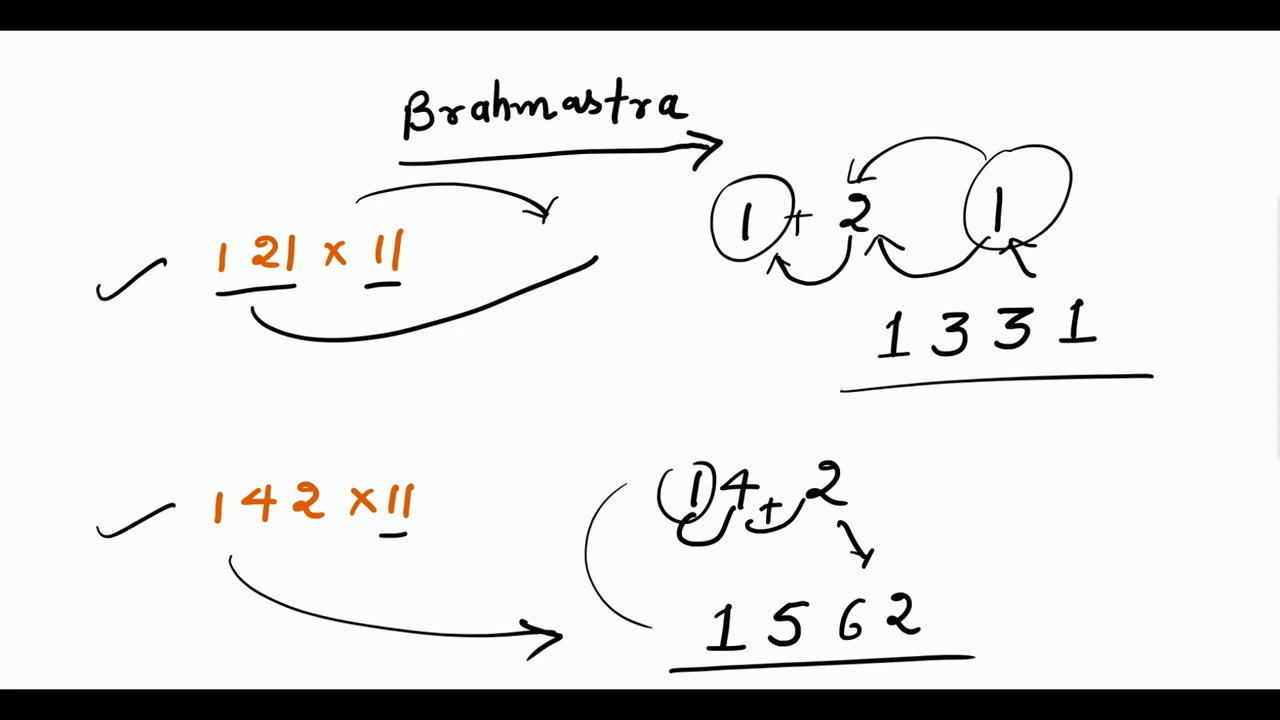 Brahmastra
121 x 11
1 + 2 1
1 3 3 1
142 x 11
1 4 + 2
1 5 6 2